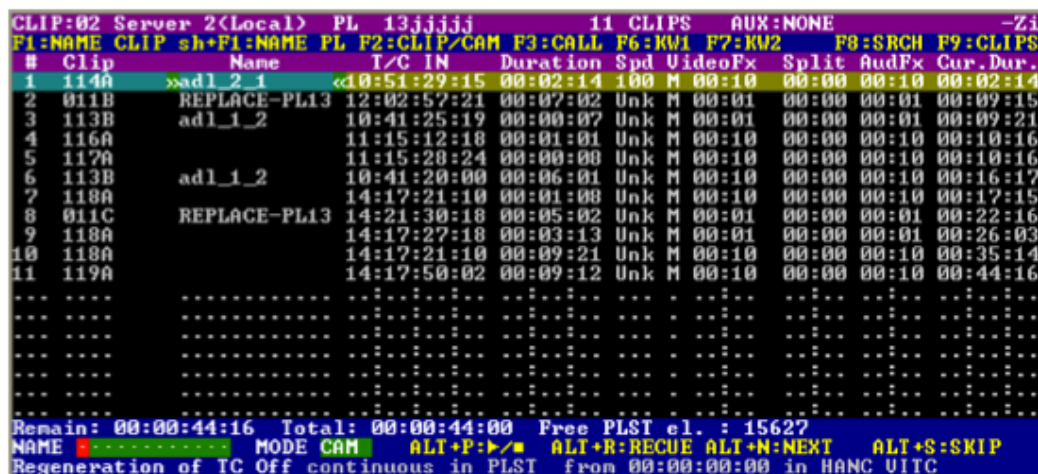 CLIP:02 Server 2(Local) PL 13jjjjj 11 CLIPS AUX:NONE -Zi
F1:NAME CLIP sh+F1:NAME PL F2:CLIP/CAM F3:CALL F6:KW1 F7:KW2 F8:SRCH F9:CLIPS
# Clip Name T/C IN Duration Spd VideoFx Split AudFx Cur.Dur.
1 114A »adl_2_1 «10:51:29:15 00:02:14 100 M 00:10 00:00 00:10 00:02:14
2 011B REPLACE-PL13 12:02:57:21 00:07:02 Unk M 00:01 00:00 00:01 00:09:15
3 113B adl_1_2 10:41:25:19 00:00:07 Unk M 00:01 00:00 00:01 00:09:21
4 116A 11:15:12:18 00:01:01 Unk M 00:10 00:00 00:10 00:10:16
5 117A 11:15:28:24 00:00:08 Unk M 00:10 00:00 00:10 00:10:16
6 113B adl_1_2 10:41:20:00 00:06:01 Unk M 00:10 00:00 00:10 00:16:17
7 118A 14:17:21:10 00:01:08 Unk M 00:10 00:00 00:10 00:17:15
8 011C REPLACE-PL13 14:21:30:18 00:05:02 Unk M 00:01 00:00 00:01 00:22:16
9 118A 14:17:27:18 00:03:13 Unk M 00:01 00:00 00:01 00:26:03
10 118A 14:17:21:10 00:09:21 Unk M 00:10 00:00 00:10 00:35:14
11 119A 14:17:50:02 00:09:12 Unk M 00:10 00:00 00:10 00:44:16
Remain: 00:00:44:16 Total: 00:00:44:00 Free PLST el. : 15627
NAME ------------ MODE CAM ALT+P:►/■ ALT+R:RECUE ALT+N:NEXT ALT+S:SKIP
Regeneration of TC Off continuous in PLST from 00:00:00:00 in HANC VITC